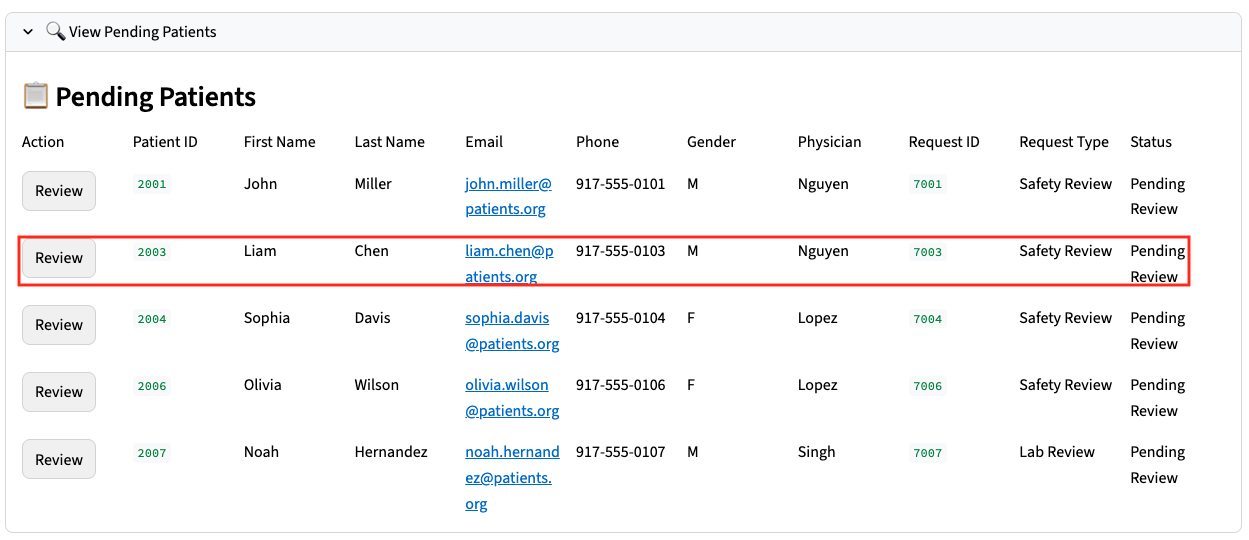 View Pending Patients
Pending Patients
Action Patient ID First Name Last Name Email Phone Gender Physician Request ID Request Type Status
Review 2001 John Miller john.miller@ 917-555-0101 M Nguyen 7001 Safety Review Pending
patients.org Review
Review 2003 Liam Chen liam.chen@p 917-555-0103 M Nguyen 7003 Safety Review Pending
atients.org Review
Review 2004 Sophia Davis sophia.davis 917-555-0104 F Lopez 7004 Safety Review Pending
@patients.org Review
Review 2006 Olivia Wilson olivia.wilson 917-555-0106 F Lopez 7006 Safety Review Pending
@patients.org Review
Review 2007 Noah Hernandez noah.hernand 917-555-0107 M Singh 7007 Lab Review Pending
ez@patients. Review
org